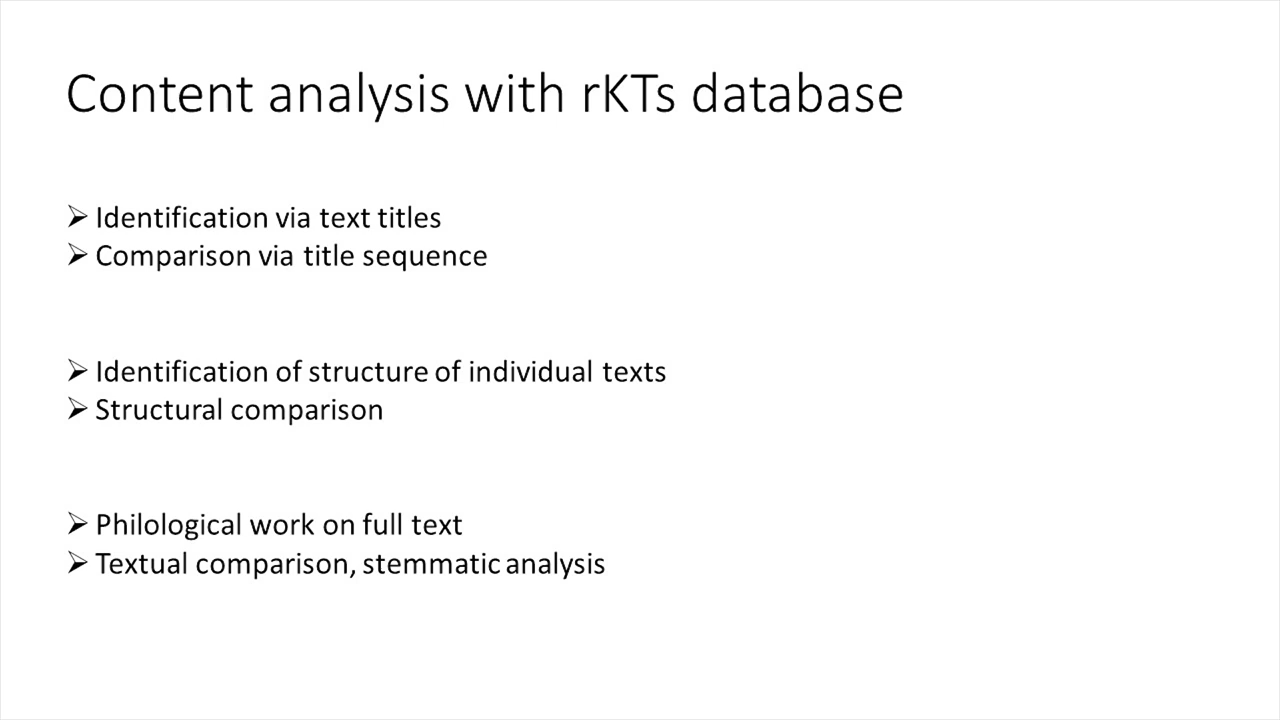 Content analysis with rKTs database
➢ Identification via text titles
➢ Comparison via title sequence
➢ Identification of structure of individual texts
➢ Structural comparison
➢ Philological work on full text
➢ Textual comparison, stemmatic analysis